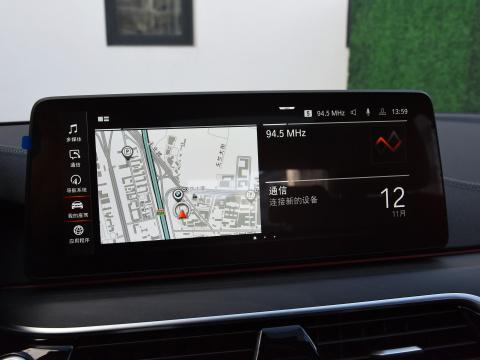 94.5 MHz
13:59
多媒体
通信
导航系统
我的座驾
应用程序
94.5 MHz
通信
连接新的设备
12
11月